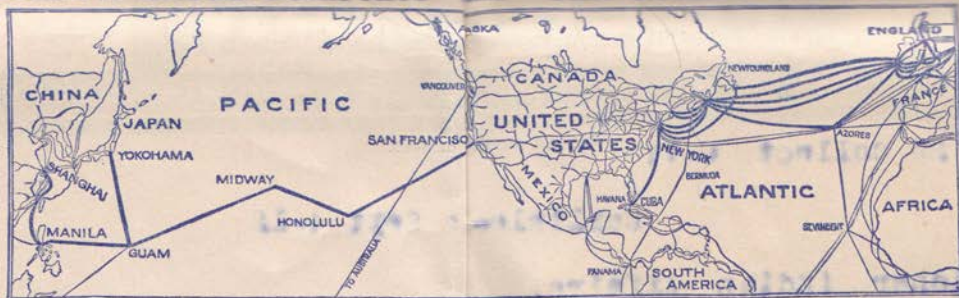 ASKA
ENGLAND
CANADA
NEWFOUNDLAND
CHINA
PACIFIC
VANCOUVER
FRANCE
JAPAN
UNITED
STATES
SAN FRANCISO
AZORES
YOKOHAMA
SHANGHAI
NEW YORK
BERMUDA
MIDWAY
MEXICO
ATLANTIC
HONOLULU
HAVANA
CUBA
AFRICA
MANILA
GUAM
TO AUSTRALIA
PANAMA
SOUTH
AMERICA